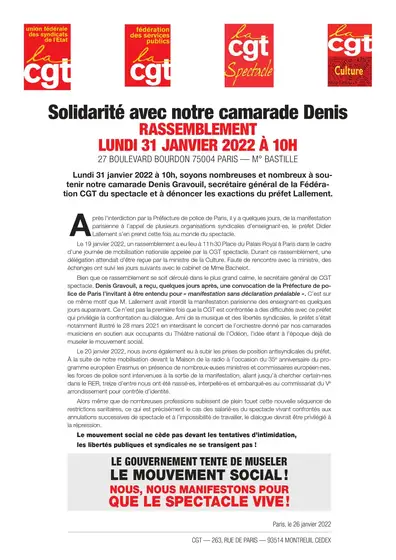 union fédérale
des syndicats
de l'État
la
cgt
fédération
des services
publics
la
cgt
la
cgt
Spectacle
la
cgt
Culture
Solidarité avec notre camarade Denis
RASSEMBLEMENT
LUNDI 31 JANVIER 2022 À 10H
27 BOULEVARD BOURDON 75004 PARIS — M° BASTILLE
Lundi 31 janvier 2022 à 10h, soyons nombreuses et nombreux à sou-
tenir notre camarade Denis Gravouil, secrétaire général de la Fédéra-
tion CGT du spectacle et à dénoncer les exactions du préfet Lallement.
Après l'interdiction par la Préfecture de police de Paris, il y a quelques jours, de la manifestation
parisienne à l'appel de plusieurs organisations syndicales d'enseignant·es, le préfet Didier
Lallement s'en prend cette fois au monde du spectacle.
Le 19 janvier 2022, un rassemblement a eu lieu à 11h30 Place du Palais Royal à Paris dans le cadre
d'une journée de mobilisation nationale appelée par la CGT spectacle. Durant ce rassemblement, une
délégation attendait d'être reçue par la ministre de la Culture. Faute de rencontre avec la ministre, des
échanges ont suivi les jours suivants avec le cabinet de Mme Bachelot.
Bien que ce rassemblement se soit déroulé dans le plus grand calme, le secrétaire général de CGT
spectacle, Denis Gravouil, a reçu, quelques jours après, une convocation de la Préfecture de po-
lice de Paris l'invitant à être entendu pour « manifestation sans déclaration préalable ». C'est sur
ce même motif que M. Lallement avait interdit la manifestation parisienne des enseignant·es quelques
jours auparavant. Ce n'est pas la première fois que la CGT est confrontée à des difficultés avec ce préfet
qui privilégie la confrontation au dialogue. Ami de la musique et des libertés syndicales, le préfet s'était
notamment illustré le 28 mars 2021 en interdisant le concert de l'orchestre donné par nos camarades
musiciens en soutien aux occupants du Théâtre national de l'Odéon, l'idée étant à l'époque déjà de
museler le mouvement social.
Le 20 janvier 2022, nous avons également eu à subir les prises de position antisyndicales du préfet.
À la suite de notre mobilisation devant la Maison de la radio à l'occasion du 35e anniversaire du pro-
gramme européen Erasmus en présence de nombreux·euses ministres et commissaires européen·nes,
les forces de police sont intervenues à la sortie de la manifestation, allant jusqu'à chercher certain·nes
dans le RER, treize d'entre nous ont été nassé·es, interpellé·es et embarqué·es au commissariat du Ve
arrondissement pour contrôle d'identité.
Alors même que de nombreuses professions subissent de plein fouet cette nouvelle séquence de
restrictions sanitaires, ce qui est précisément le cas des salarié·es du spectacle vivant confrontés aux
annulations successives de spectacle et à l'impossibilité de travailler, le dialogue devrait être privilégié à
la répression.
Le mouvement social ne cède pas devant les tentatives d'intimidation,
les libertés publiques et syndicales ne se transigent pas !
LE GOUVERNEMENT TENTE DE MUSELER
LE MOUVEMENT SOCIAL !
NOUS, NOUS MANIFESTONS POUR
QUE LE SPECTACLE VIVE !
Paris, le 26 janvier 2022
CGT — 263, RUE DE PARIS — 93514 MONTREUIL CEDEX